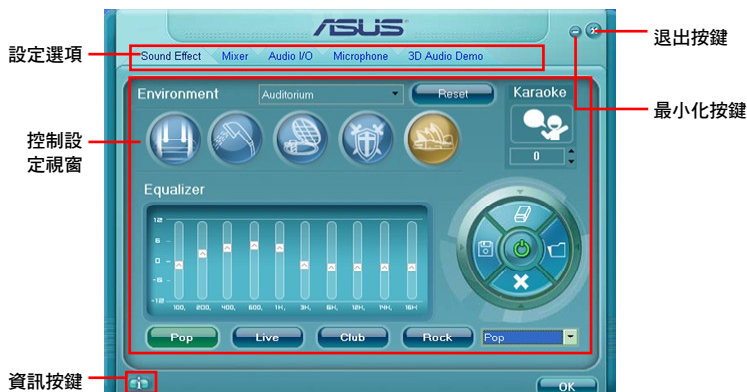 ASUS
退出按鍵
設定選項
Sound Effect Mixer Audio I/O Microphone 3D Audio Demo
最小化按鍵
Environment Auditorium Reset Karaoke
控制設
定視窗
0
Equalizer
12
6
0
-6
-12
100, 200, 400, 600, 1K, 3K, 6K, 12K, 14K, 16K
Pop Live Club Rock Pop
資訊按鍵
i
OK